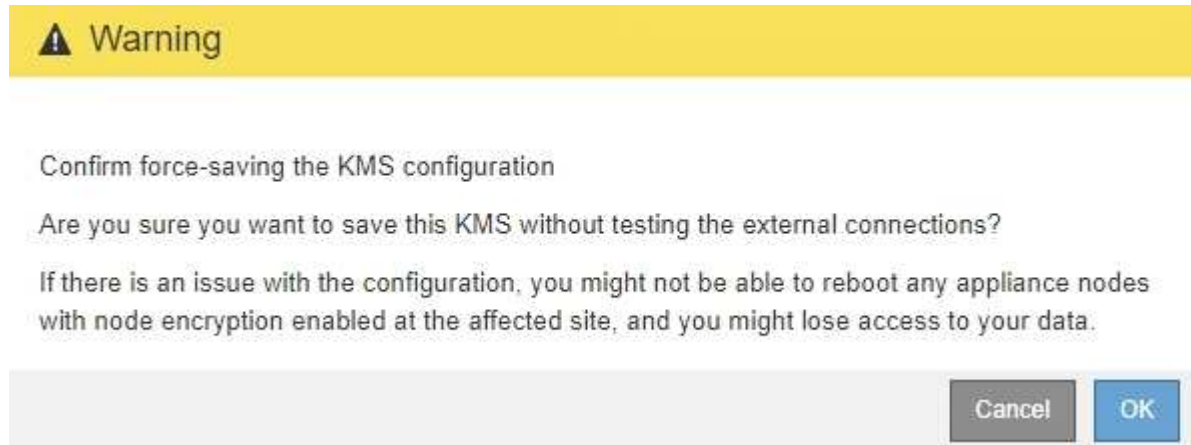 Warning
Confirm force-saving the KMS configuration
Are you sure you want to save this KMS without testing the external connections?
If there is an issue with the configuration, you might not be able to reboot any appliance nodes
with node encryption enabled at the affected site, and you might lose access to your data.
Cancel OK